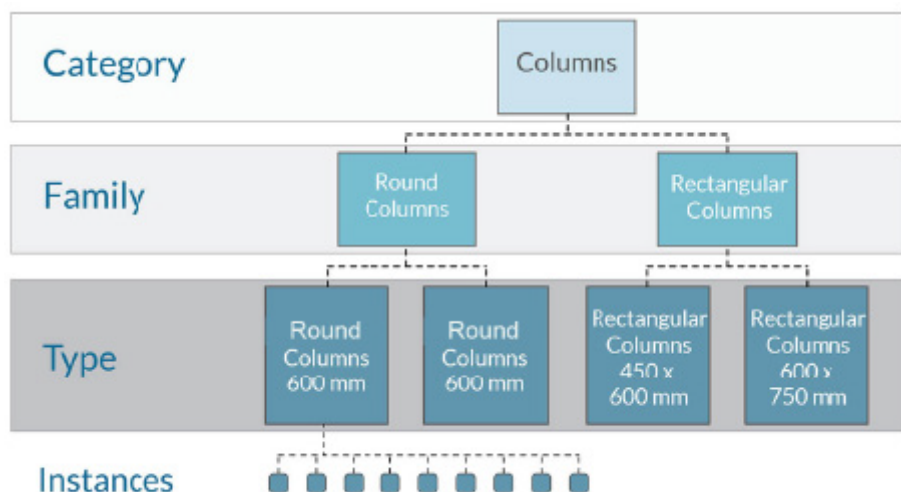 Category
Columns
Family
Round
Columns
Rectangular
Columns
Type
Round
Columns
600 mm
Round
Columns
600 mm
Rectangular
Columns
450 x
600 mm
Rectangular
Columns
600 x
750 mm
Instances